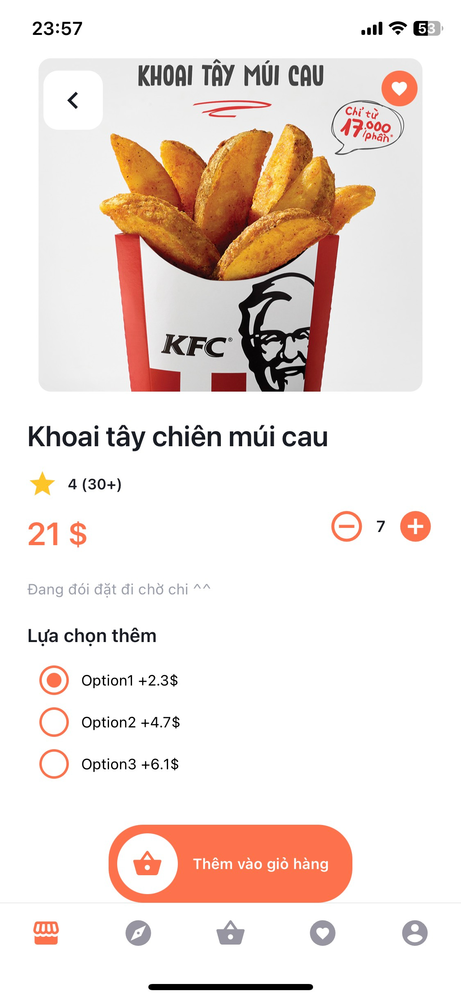 23:57
53
KHOAI TÂY MÚI CAU
Chỉ từ
17.000
/phần*
KFC®
Khoai tây chiên múi cau
4 (30+)
21 $
7
Đang đói đặt đi chờ chi ^^
Lựa chọn thêm
Option1 +2.3$
Option2 +4.7$
Option3 +6.1$
Thêm vào giỏ hàng